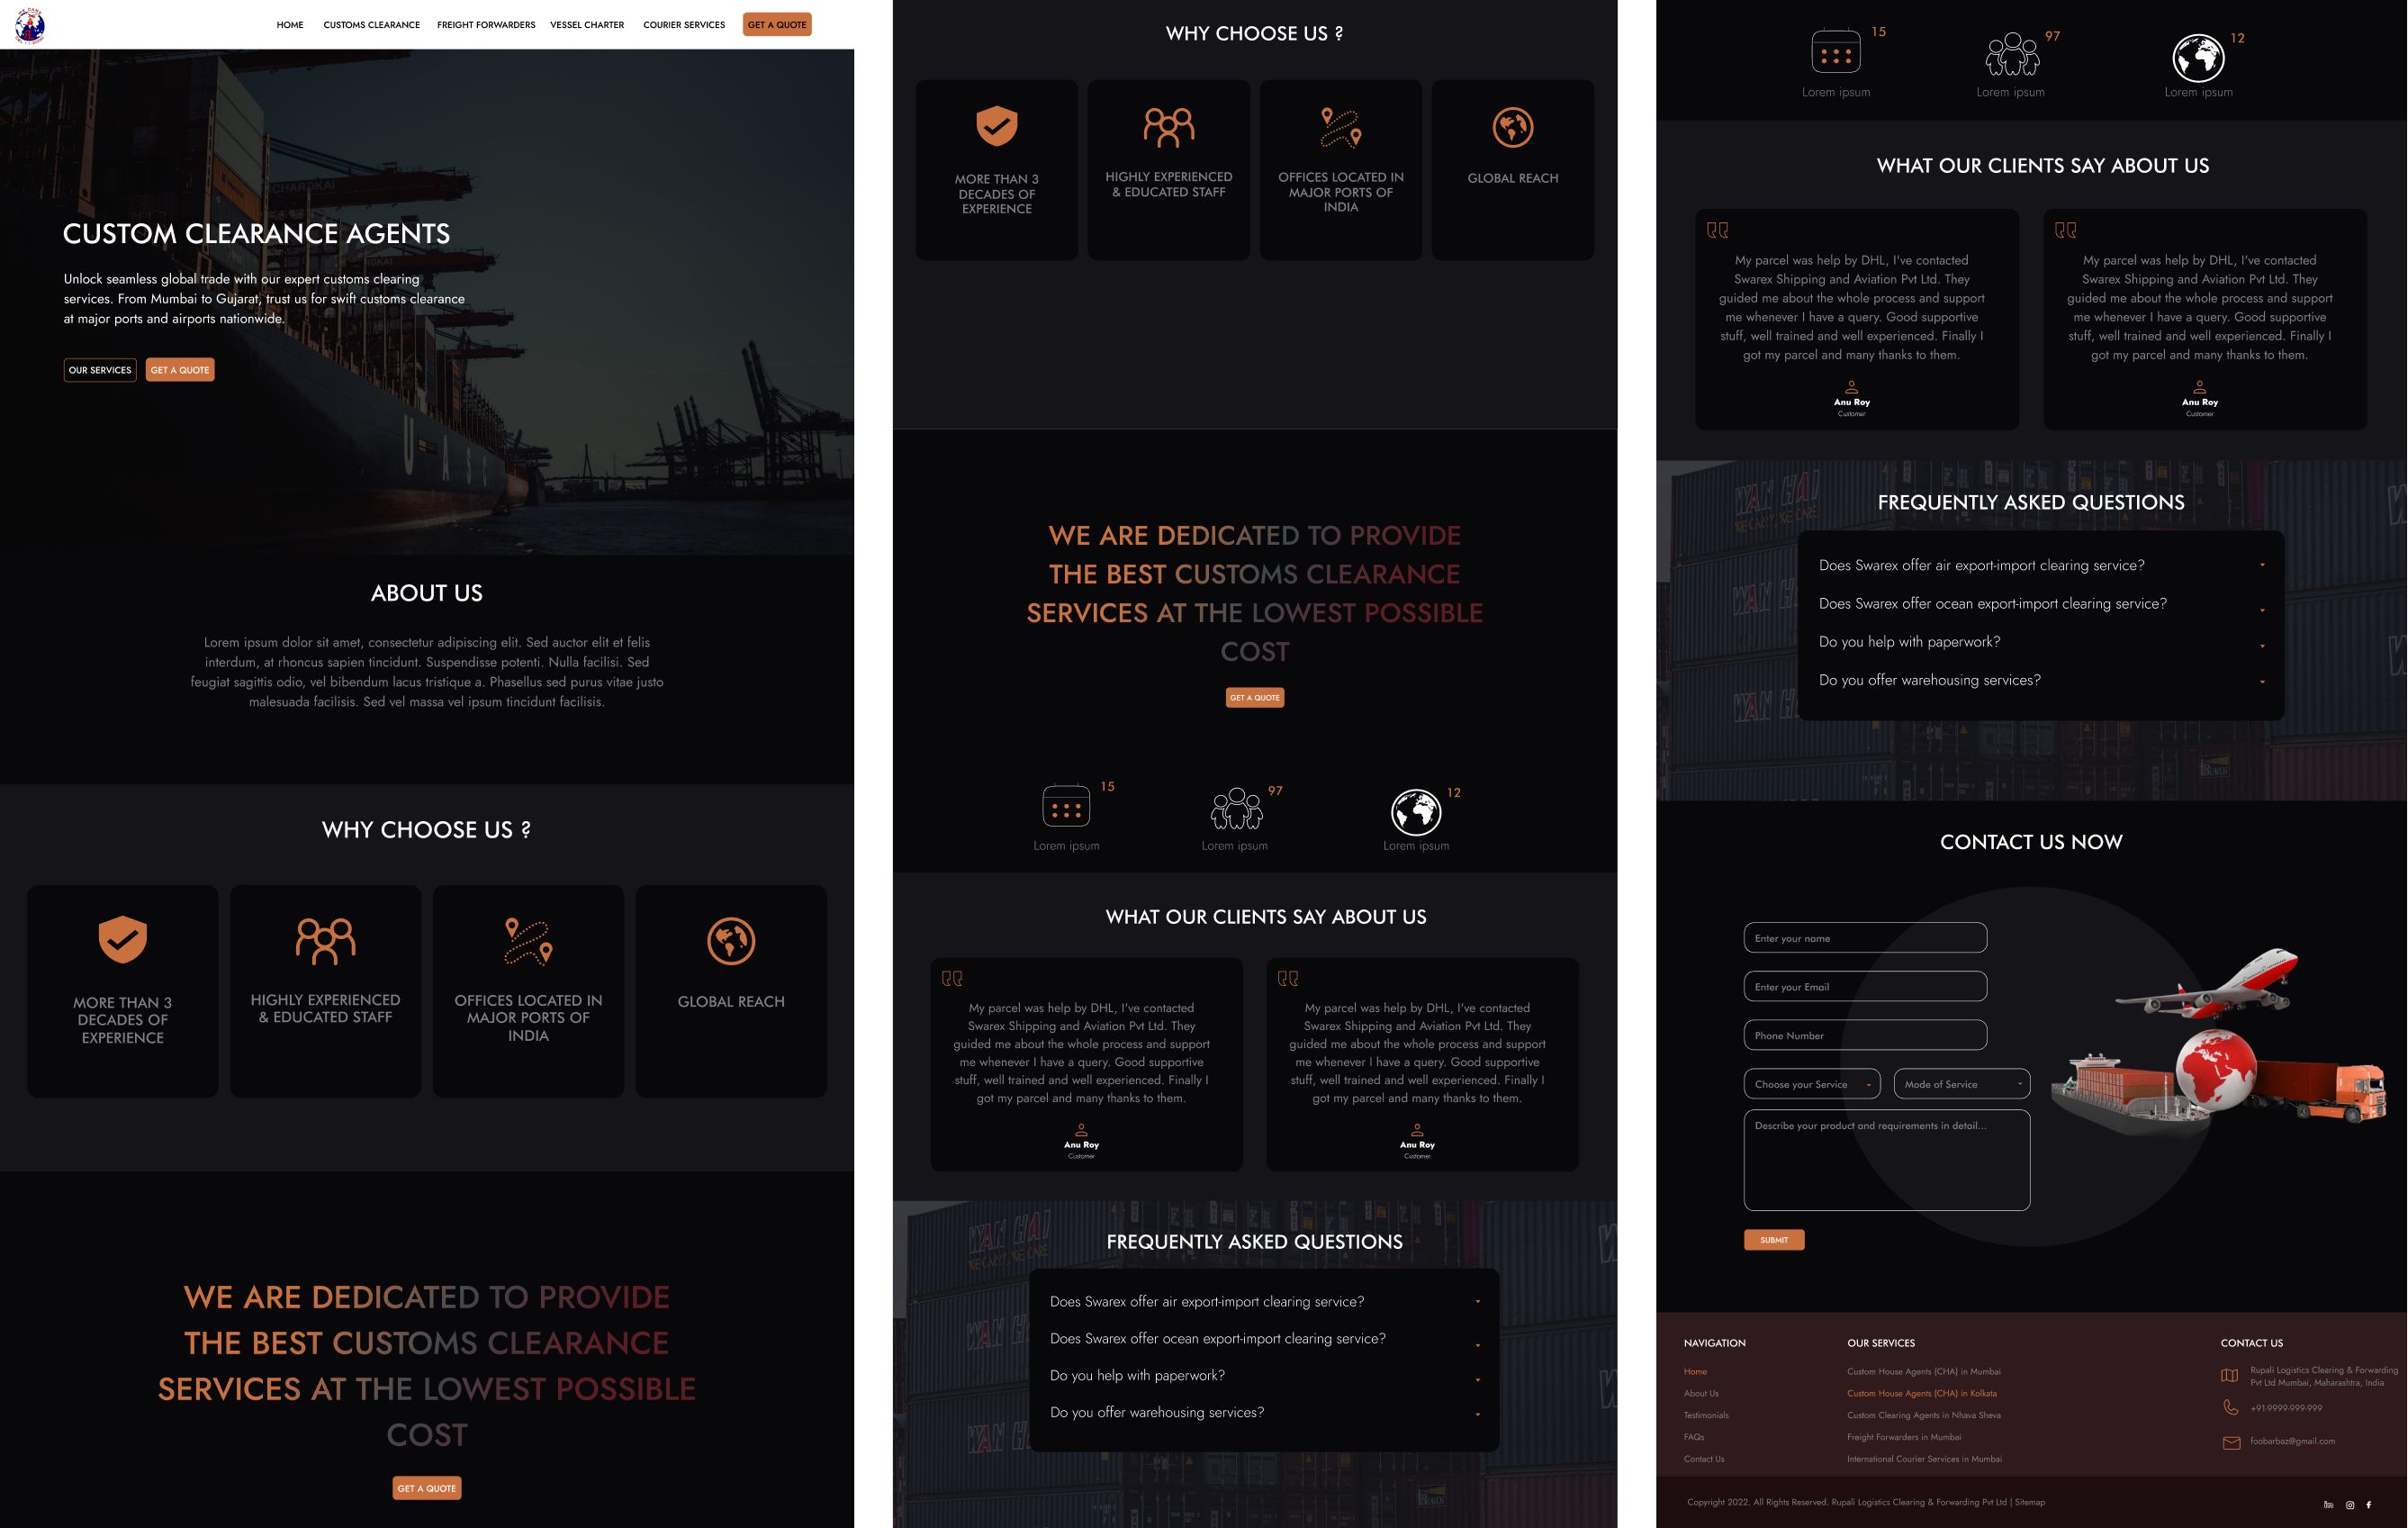 HOME CUSTOMS CLEARANCE FREIGHT FORWARDERS VESSEL CHARTER COURIER SERVICES GET A QUOTE
CUSTOM CLEARANCE AGENTS
Unlock seamless global trade with our expert customs clearing
services. From Mumbai to Gujarat, trust us for swift customs clearance
at major ports and airports nationwide.
OUR SERVICES GET A QUOTE
U A S C
ABOUT US
Lorem ipsum dolor sit amet, consectetur adipiscing elit. Sed auctor elit et felis
interdum, at rhoncus sapien tincidunt. Suspendisse potenti. Nulla facilisi. Sed
feugiat sagittis odio, vel bibendum lacus tristique a. Phasellus sed purus vitae justo
malesuada facilisis. Sed vel massa vel ipsum tincidunt facilisis.
WHY CHOOSE US ?
MORE THAN 3
DECADES OF
EXPERIENCE
HIGHLY EXPERIENCED
& EDUCATED STAFF
OFFICES LOCATED IN
MAJOR PORTS OF
INDIA
GLOBAL REACH
WE ARE DEDICATED TO PROVIDE
THE BEST CUSTOMS CLEARANCE
SERVICES AT THE LOWEST POSSIBLE
COST
GET A QUOTE
WHY CHOOSE US ?
MORE THAN 3
DECADES OF
EXPERIENCE
HIGHLY EXPERIENCED
& EDUCATED STAFF
OFFICES LOCATED IN
MAJOR PORTS OF
INDIA
GLOBAL REACH
WE ARE DEDICATED TO PROVIDE
THE BEST CUSTOMS CLEARANCE
SERVICES AT THE LOWEST POSSIBLE
COST
GET A QUOTE
15 97 12
Lorem ipsum Lorem ipsum Lorem ipsum
WHAT OUR CLIENTS SAY ABOUT US
My parcel was help by DHL, I've contacted
Swarex Shipping and Aviation Pvt Ltd. They
guided me about the whole process and support
me whenever I have a query. Good supportive
stuff, well trained and well experienced. Finally I
got my parcel and many thanks to them.
Anu Roy
Customer
My parcel was help by DHL, I've contacted
Swarex Shipping and Aviation Pvt Ltd. They
guided me about the whole process and support
me whenever I have a query. Good supportive
stuff, well trained and well experienced. Finally I
got my parcel and many thanks to them.
Anu Roy
Customer
WAN HAI
WE CARRY, WE CARE
FREQUENTLY ASKED QUESTIONS
Does Swarex offer air export-import clearing service?
Does Swarex offer ocean export-import clearing service?
Do you help with paperwork?
Do you offer warehousing services?
15 97 12
Lorem ipsum Lorem ipsum Lorem ipsum
WHAT OUR CLIENTS SAY ABOUT US
My parcel was help by DHL, I've contacted
Swarex Shipping and Aviation Pvt Ltd. They
guided me about the whole process and support
me whenever I have a query. Good supportive
stuff, well trained and well experienced. Finally I
got my parcel and many thanks to them.
Anu Roy
Customer
My parcel was help by DHL, I've contacted
Swarex Shipping and Aviation Pvt Ltd. They
guided me about the whole process and support
me whenever I have a query. Good supportive
stuff, well trained and well experienced. Finally I
got my parcel and many thanks to them.
Anu Roy
Customer
WAN HAI
WE CARRY, WE CARE
FREQUENTLY ASKED QUESTIONS
Does Swarex offer air export-import clearing service?
Does Swarex offer ocean export-import clearing service?
Do you help with paperwork?
Do you offer warehousing services?
CONTACT US NOW
Enter your name
Enter your Email
Phone Number
Choose your Service Mode of Service
Describe your product and requirements in detail...
SUBMIT
NAVIGATION
Home
About Us
Testimonials
FAQs
Contact Us
OUR SERVICES
Custom House Agents (CHA) in Mumbai
Custom House Agents (CHA) in Kolkata
Custom Clearing Agents in Nhava Sheva
Freight Forwarders in Mumbai
International Courier Services in Mumbai
CONTACT US
Rupali Logistics Clearing & Forwarding
Pvt Ltd Mumbai, Maharashtra, India
+91-9999-999-999
foobarbaz@gmail.com
Copyright 2022. All Rights Reserved. Rupali Logistics Clearing & Forwarding Pvt Ltd | Sitemap